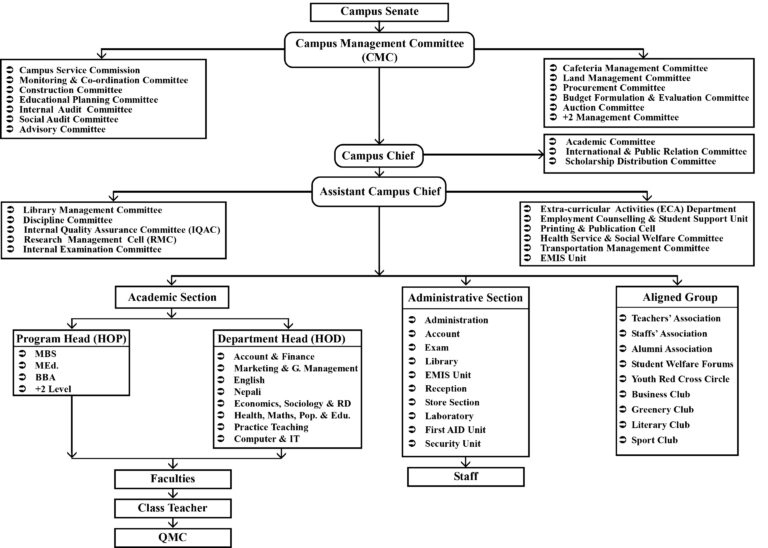 Campus Senate
Campus Management Committee
(CMC)
Campus Service Commission
Monitoring & Co-ordination Committee
Construction Committee
Educational Planning Committee
Internal Audit Committee
Social Audit Committee
Advisory Committee
Cafeteria Management Committee
Land Management Committee
Procurement Committee
Budget Formulation & Evaluation Committee
Auction Committee
+2 Management Committee
Campus Chief
Academic Committee
International & Public Relation Committee
Scholarship Distribution Committee
Assistant Campus Chief
Library Management Committee
Discipline Committee
Internal Quality Assurance Committee (IQAC)
Research Management Cell (RMC)
Internal Examination Committee
Extra-curricular Activities (ECA) Department
Employment Counselling & Student Support Unit
Printing & Publication Cell
Health Service & Social Welfare Committee
Transportation Management Committee
EMIS Unit
Academic Section
Program Head (HOP)
MBS
MEd.
BBA
+2 Level
Department Head (HOD)
Account & Finance
Marketing & G. Management
English
Nepali
Economics, Sociology & RD
Health, Maths, Pop. & Edu.
Practice Teaching
Computer & IT
Faculties
Class Teacher
QMC
Administrative Section
Administration
Account
Exam
Library
EMIS Unit
Reception
Store Section
Laboratory
First AID Unit
Security Unit
Staff
Aligned Group
Teachers' Association
Staffs' Association
Alumni Association
Student Welfare Forums
Youth Red Cross Circle
Business Club
Greenery Club
Literary Club
Sport Club